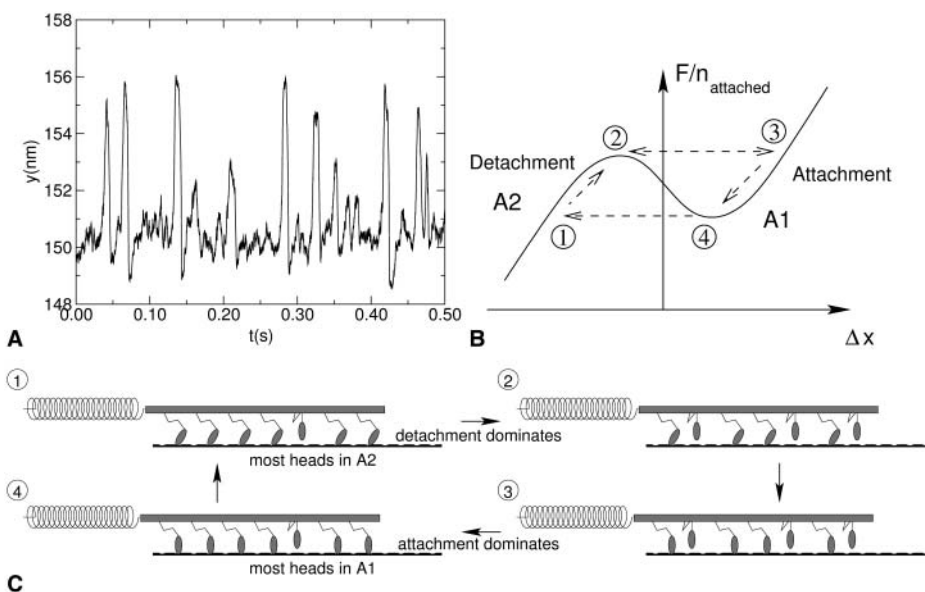 158
156
154
152
150
148
y(nm)
0.00 0.10 0.20 0.30 0.40 0.50
t(s)
A
F/n attached
2
3
Detachment
Attachment
A2
A1
1
4
Δx
B
1
2
detachment dominates
most heads in A2
4
3
attachment dominates
most heads in A1
C